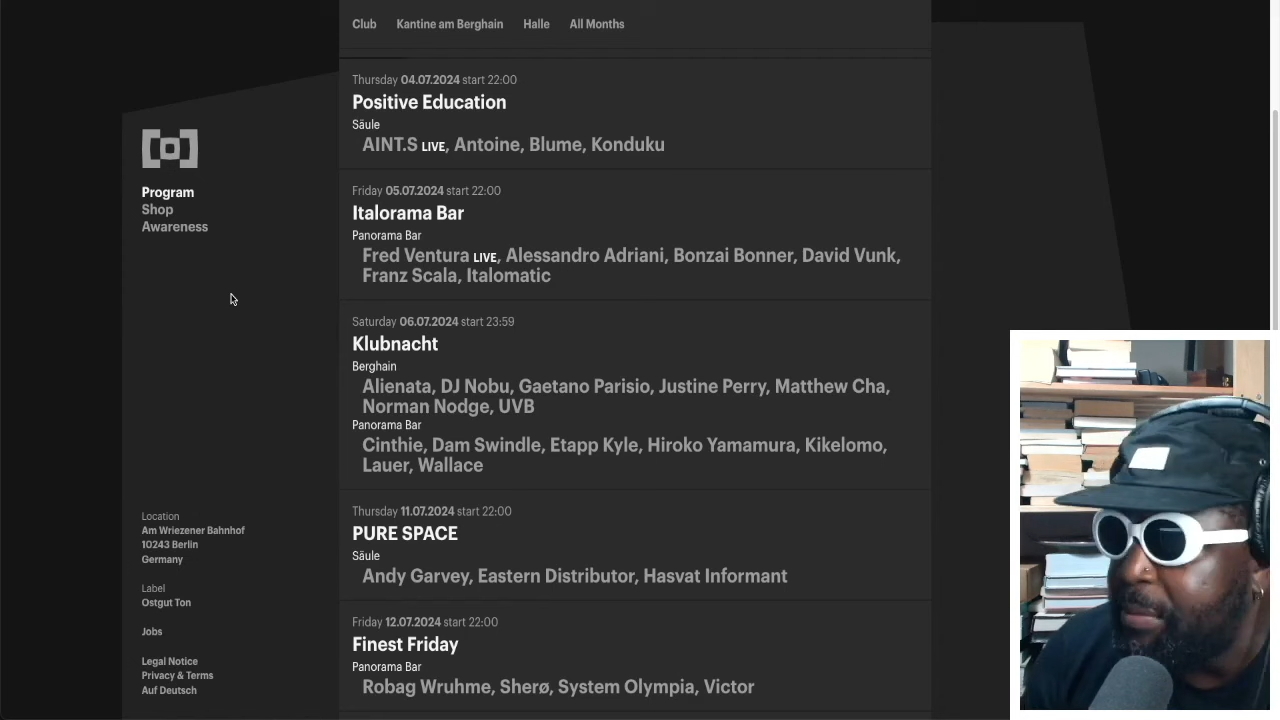 Club Kantine am Berghain Halle All Months
Thursday 04.07.2024 start 22:00
Positive Education
Säule
AINT.S LIVE, Antoine, Blume, Konduku
Program
Shop
Awareness
Friday 05.07.2024 start 22:00
Italorama Bar
Panorama Bar
Fred Ventura LIVE, Alessandro Adriani, Bonzai Bonner, David Vunk,
Franz Scala, Italomatic
Saturday 06.07.2024 start 23:59
Klubnacht
Berghain
Alienata, DJ Nobu, Gaetano Parisio, Justine Perry, Matthew Cha,
Norman Nodge, UVB
Panorama Bar
Cinthie, Dam Swindle, Etapp Kyle, Hiroko Yamamura, Kikelomo,
Lauer, Wallace
Thursday 11.07.2024 start 22:00
PURE SPACE
Säule
Andy Garvey, Eastern Distributor, Hasvat Informant
Friday 12.07.2024 start 22:00
Finest Friday
Panorama Bar
Robag Wruhme, Sherø, System Olympia, Victor
Location
Am Wriezener Bahnhof
10243 Berlin
Germany
Label
Ostgut Ton
Jobs
Legal Notice
Privacy & Terms
Auf Deutsch